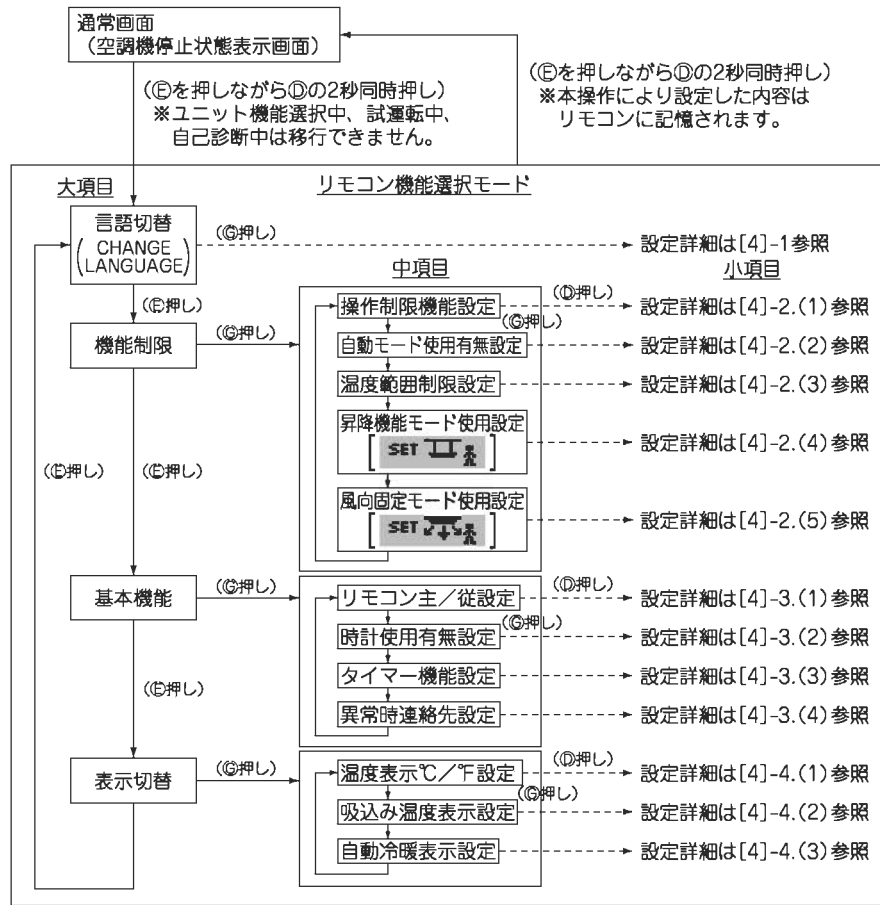 通常画面
(空調機停止状態表示画面)
(Ⓔを押しながらⒹの2秒同時押し)
※ユニット機能選択中、試運転中、
自己診断中は移行できません。
(Ⓔを押しながらⒹの2秒同時押し)
※本操作により設定した内容は
リモコンに記憶されます。
大項目
リモコン機能選択モード
言語切替
(CHANGE
LANGUAGE)
(Ⓖ押し)
設定詳細は[4]-1参照
中項目
小項目
(Ⓔ押し)
機能制限
(Ⓖ押し)
操作制限機能設定
(Ⓓ押し)
設定詳細は[4]-2.(1)参照
(Ⓖ押し)
自動モード使用有無設定
設定詳細は[4]-2.(2)参照
温度範囲制限設定
設定詳細は[4]-2.(3)参照
昇降機能モード使用設定
[SET]
設定詳細は[4]-2.(4)参照
(Ⓔ押し)
(Ⓔ押し)
風向固定モード使用設定
[SET]
設定詳細は[4]-2.(5)参照
基本機能
(Ⓖ押し)
リモコン主/従設定
(Ⓓ押し)
設定詳細は[4]-3.(1)参照
(Ⓖ押し)
時計使用有無設定
設定詳細は[4]-3.(2)参照
タイマー機能設定
設定詳細は[4]-3.(3)参照
(Ⓔ押し)
異常時連絡先設定
設定詳細は[4]-3.(4)参照
表示切替
(Ⓖ押し)
温度表示℃/℉設定
(Ⓓ押し)
設定詳細は[4]-4.(1)参照
(Ⓖ押し)
吸込み温度表示設定
設定詳細は[4]-4.(2)参照
自動冷暖表示設定
設定詳細は[4]-4.(3)参照